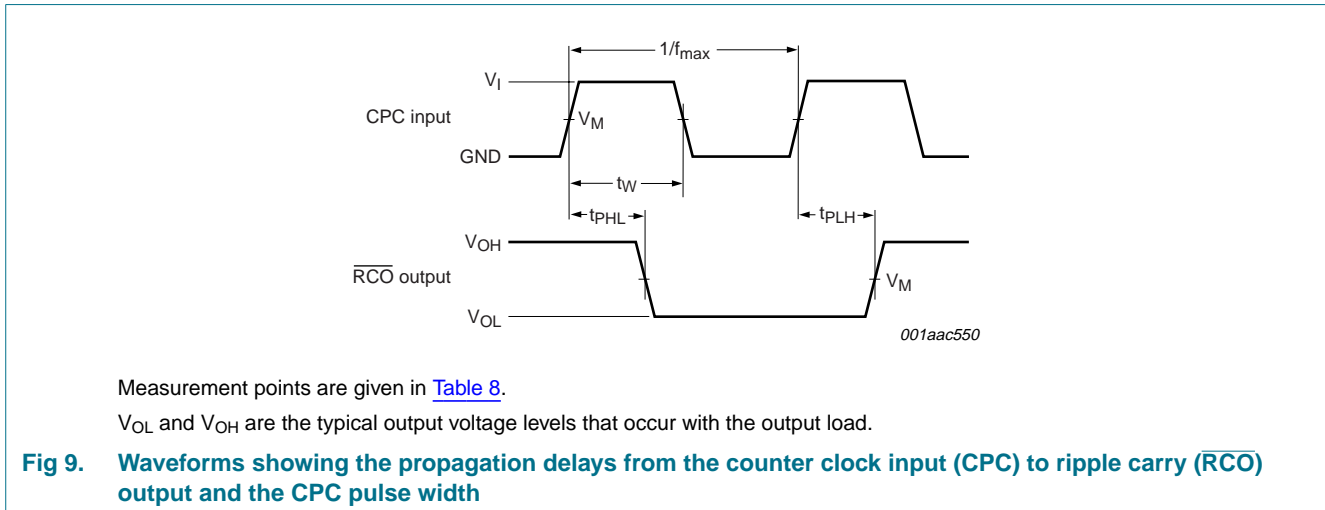 1/fmax
VI
CPC input
VM
GND
tW
tPHL
tPLH
VOH
RCO output
VM
VOL
001aac550
Measurement points are given in Table 8.
VOL and VOH are the typical output voltage levels that occur with the output load.
Fig 9. Waveforms showing the propagation delays from the counter clock input (CPC) to ripple carry (RCO)
output and the CPC pulse width